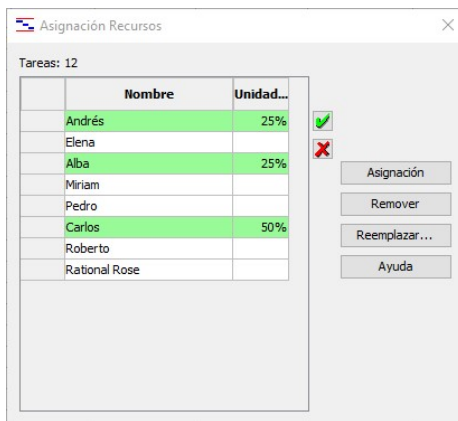 Asignación Recursos
Tareas: 12
Nombre Unidad...
Andrés 25%
Elena
Alba 25%
Miriam
Pedro
Carlos 50%
Roberto
Rational Rose
Asignación
Remover
Reemplazar...
Ayuda